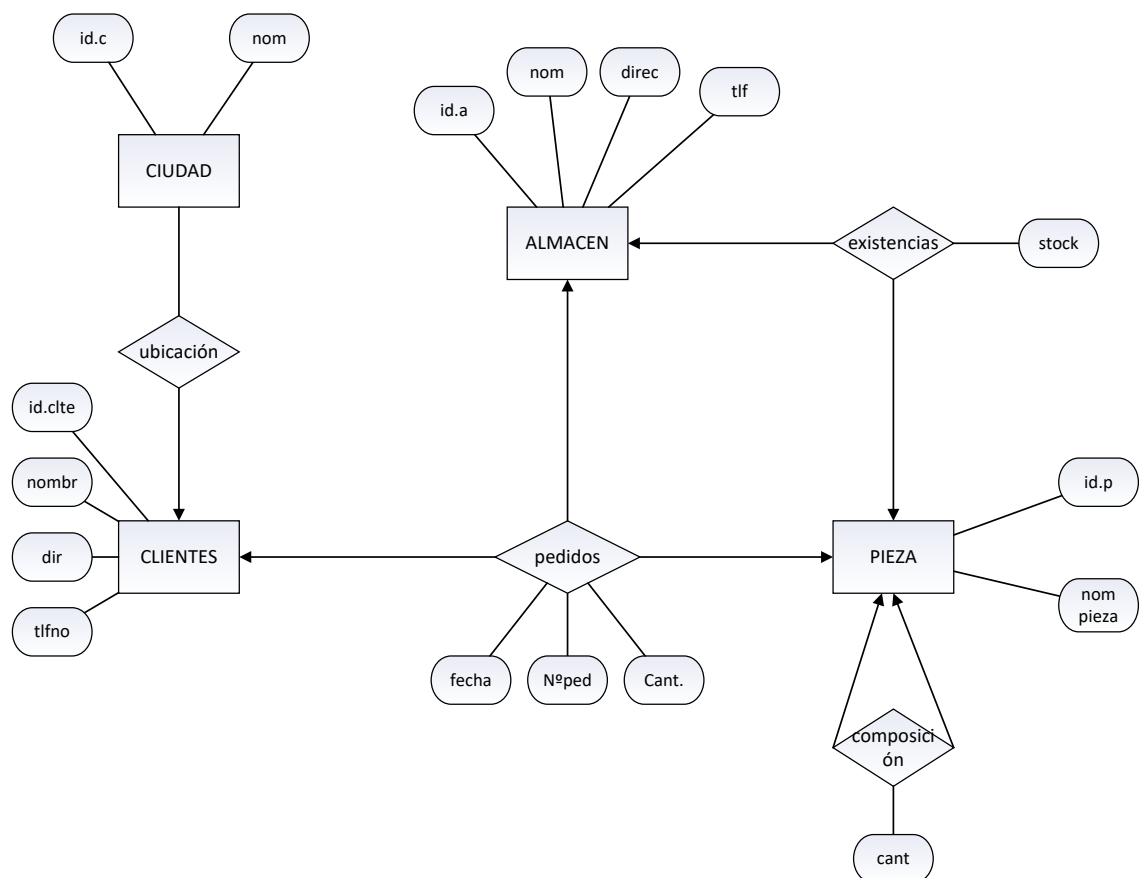 id.c
nom
nom
direc
tlf
id.a
CIUDAD
ALMACEN
existencias
stock
ubicación
id.clte
nombr
id.p
dir
CLIENTES
pedidos
PIEZA
nom
pieza
tlfno
fecha
Nºped
Cant.
composici
ón
cant